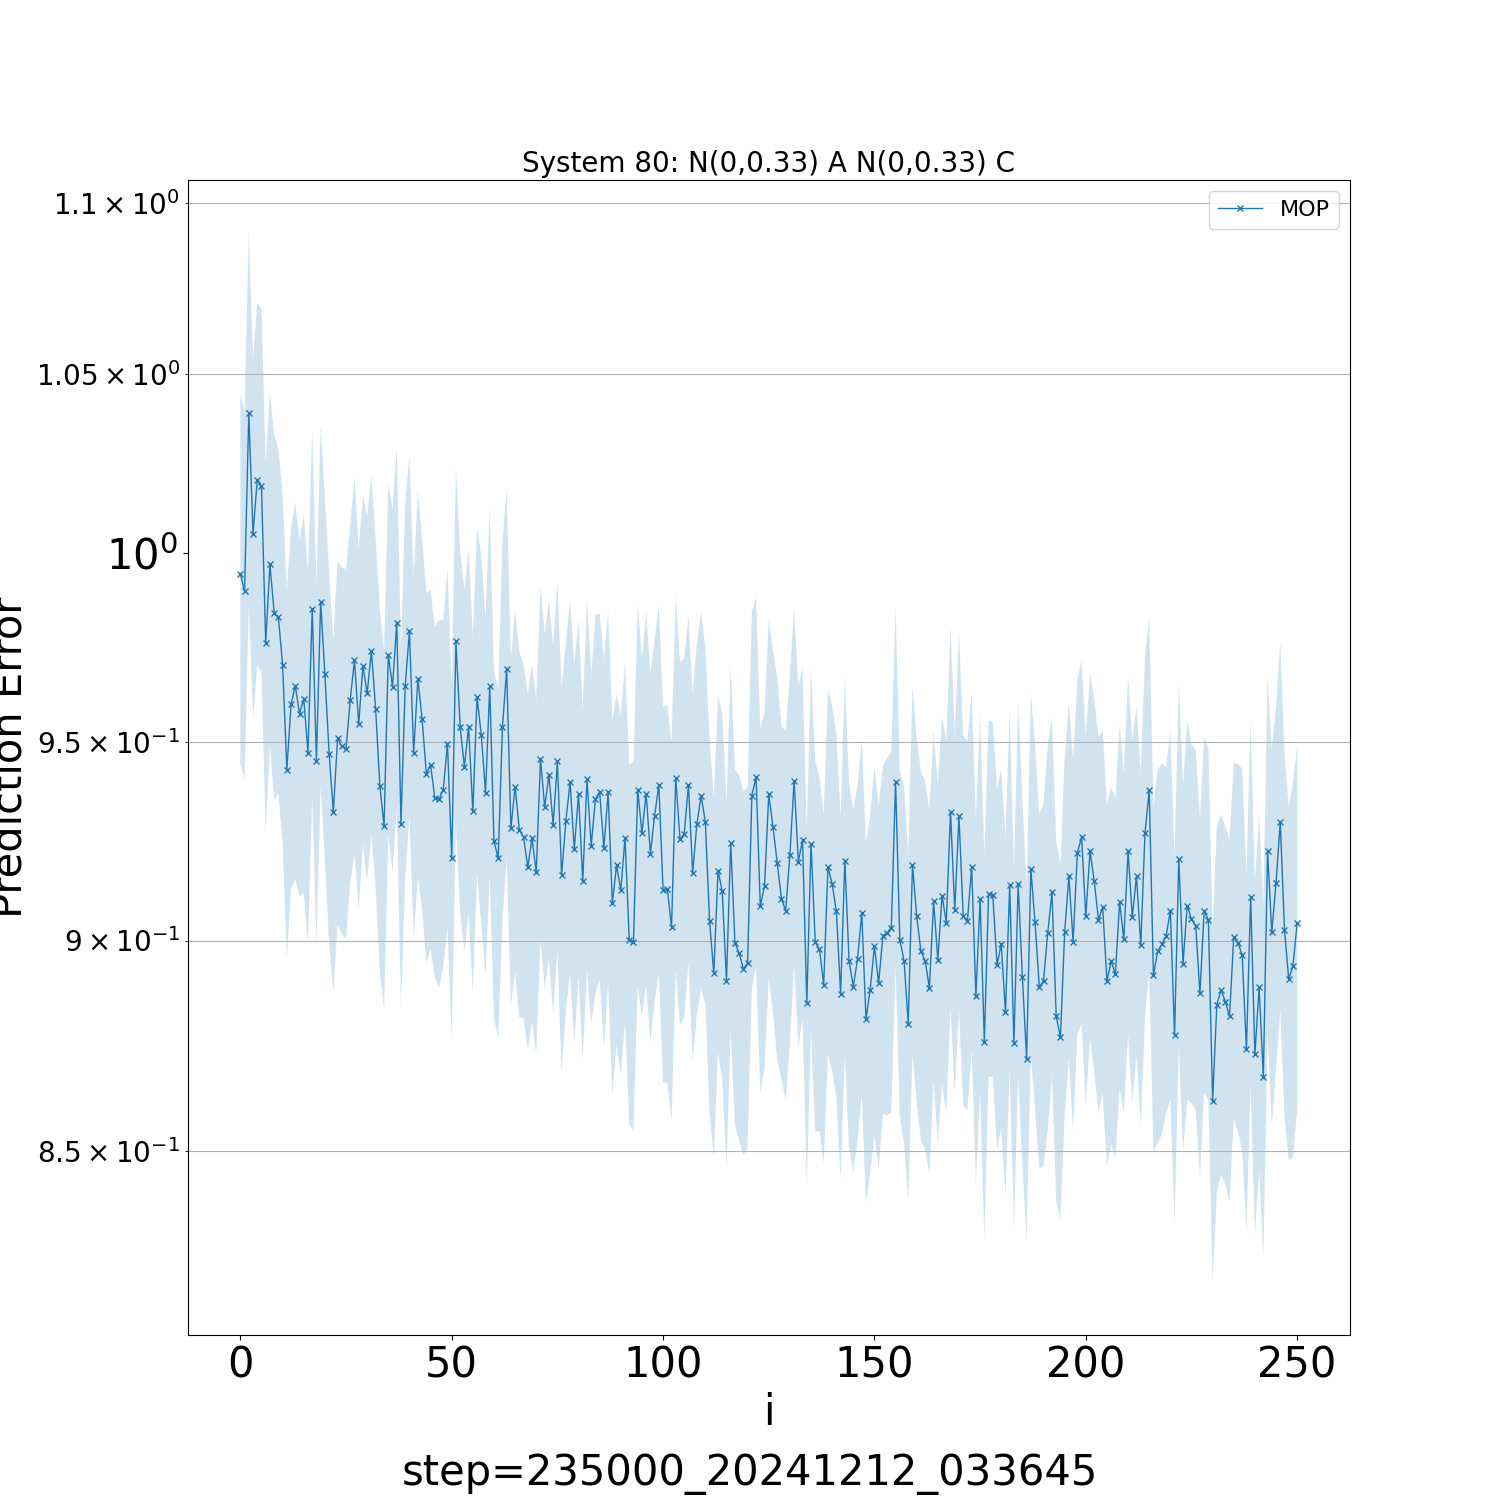 System 80: N(0,0.33) A N(0,0.33) C
MOP
1.1 × 10⁰
1.05 × 10⁰
10⁰
9.5 × 10⁻¹
9 × 10⁻¹
8.5 × 10⁻¹
Prediction Error
0 50 100 150 200 250
i
step=235000_20241212_033645